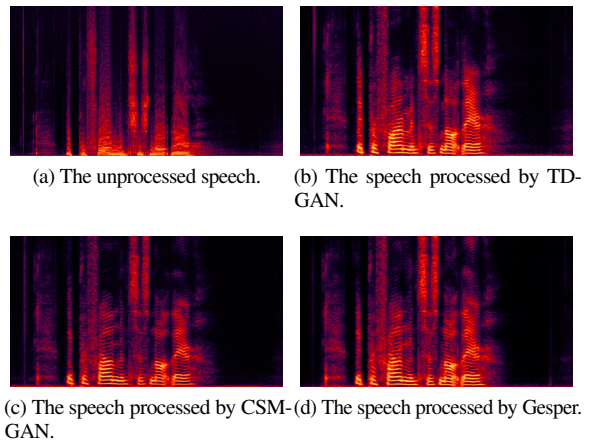 (a) The unprocessed speech.
(b) The speech processed by TD-
GAN.
(c) The speech processed by CSM-
GAN.
(d) The speech processed by Gesper.